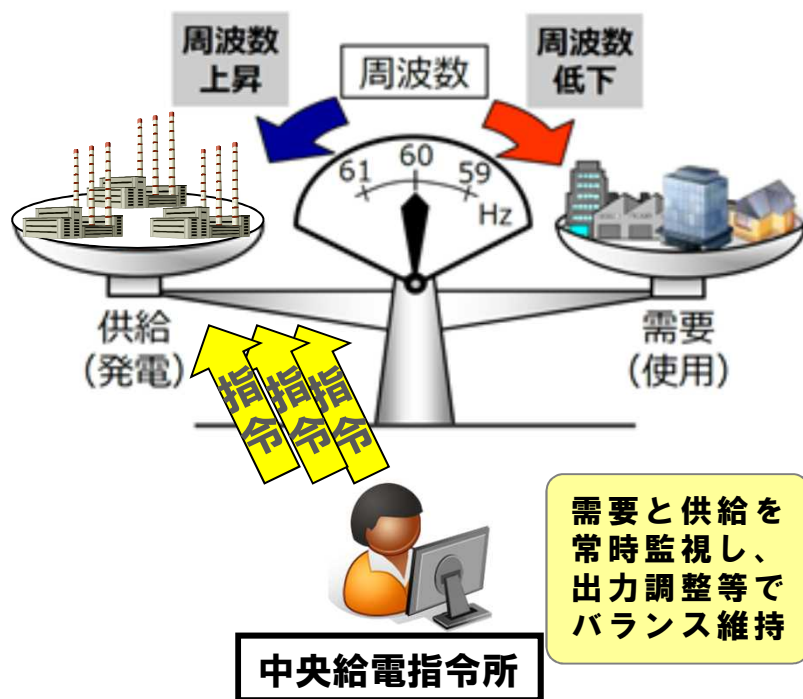 周波数
上昇
周波数
周波数
低下
61
60
59
Hz
供給
(発電)
需要
(使用)
指令
指令
指令
需要と供給を
常時監視し、
出力調整等で
バランス維持
中央給電指令所